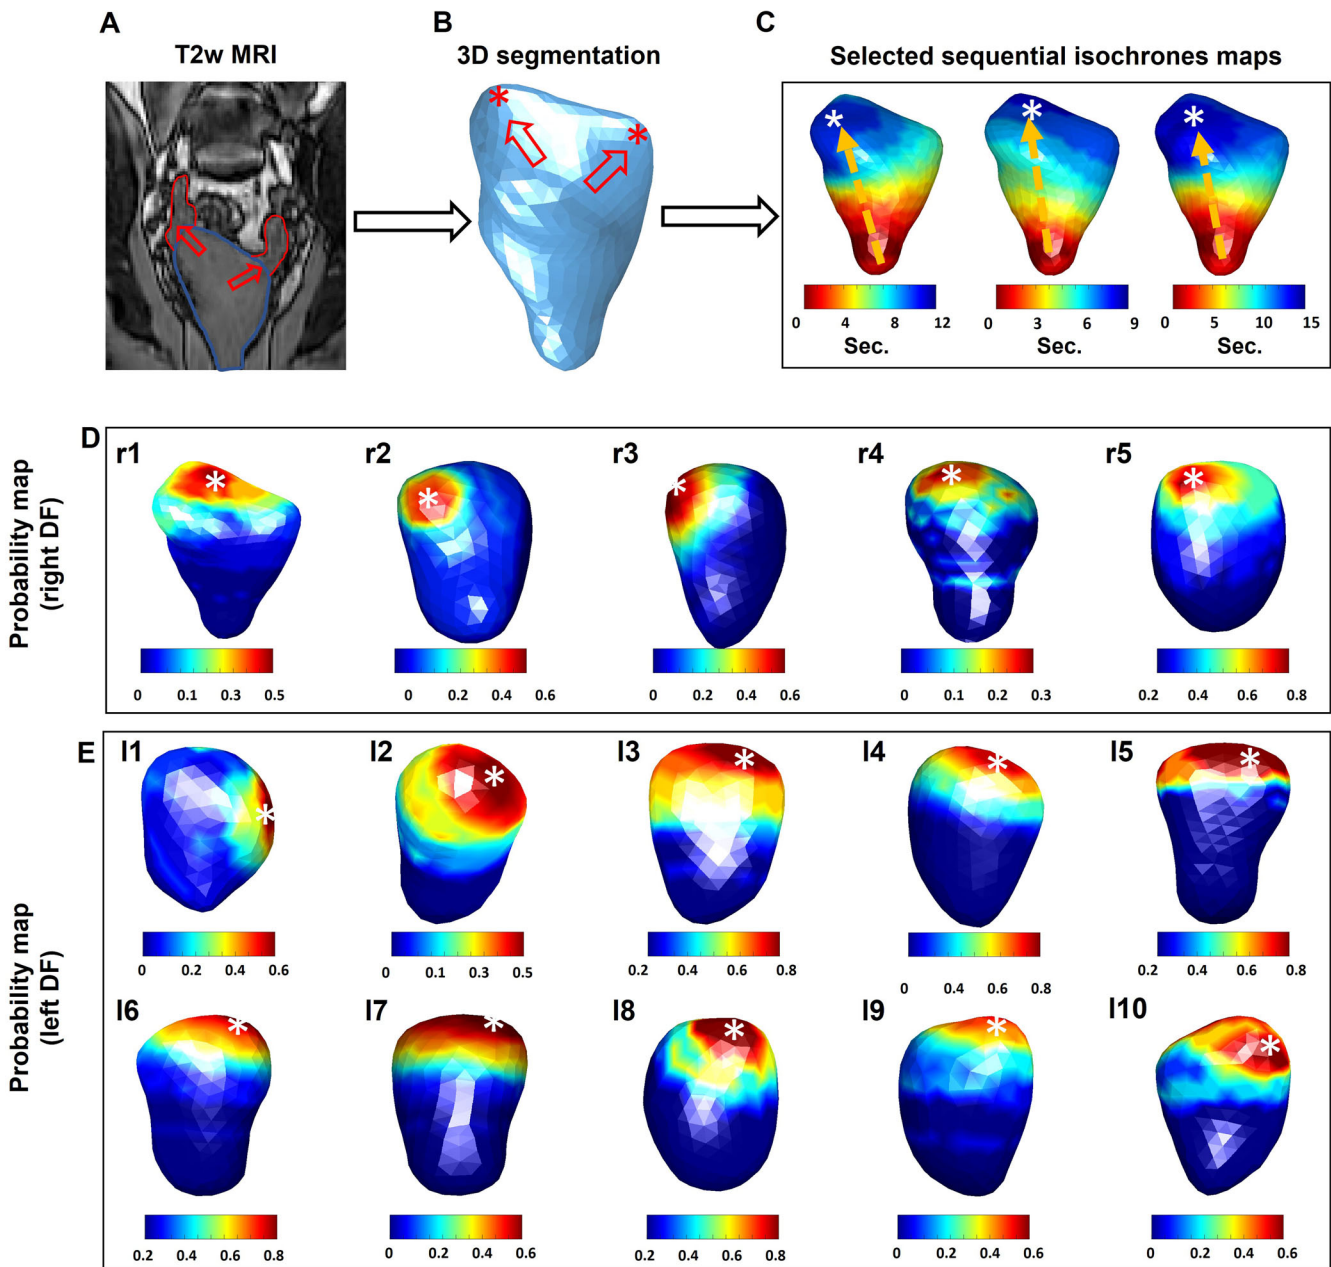 A
B
C
T2w MRI
3D segmentation
Selected sequential isochrones maps
*
*
*
*
*
0 4 8 12
0 3 6 9
0 5 10 15
Sec.
Sec.
Sec.
D
Probability map
(right DF)
r1
r2
r3
r4
r5
*
*
*
*
*
0 0.1 0.3 0.5
0 0.2 0.4 0.6
0 0.2 0.4 0.6
0 0.1 0.2 0.3
0.2 0.4 0.6 0.8
E
Probability map
(left DF)
l1
l2
l3
l4
l5
*
*
*
*
*
0 0.2 0.4 0.6
0 0.1 0.3 0.5
0.2 0.4 0.6 0.8
0 0.4 0.6 0.8
0.2 0.4 0.6 0.8
l6
l7
l8
l9
l10
*
*
*
*
*
0.2 0.4 0.6 0.8
0 0.2 0.4 0.6
0.2 0.4 0.6 0.8
0 0.2 0.4 0.6
0 0.2 0.4 0.6